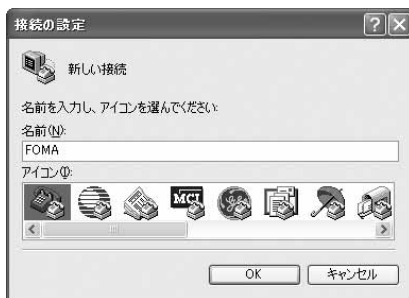 接続の設定
新しい接続
名前を入力し、アイコンを選んでください:
名前(N):
FOMA
アイコン(I):
MCI
OK キャンセル